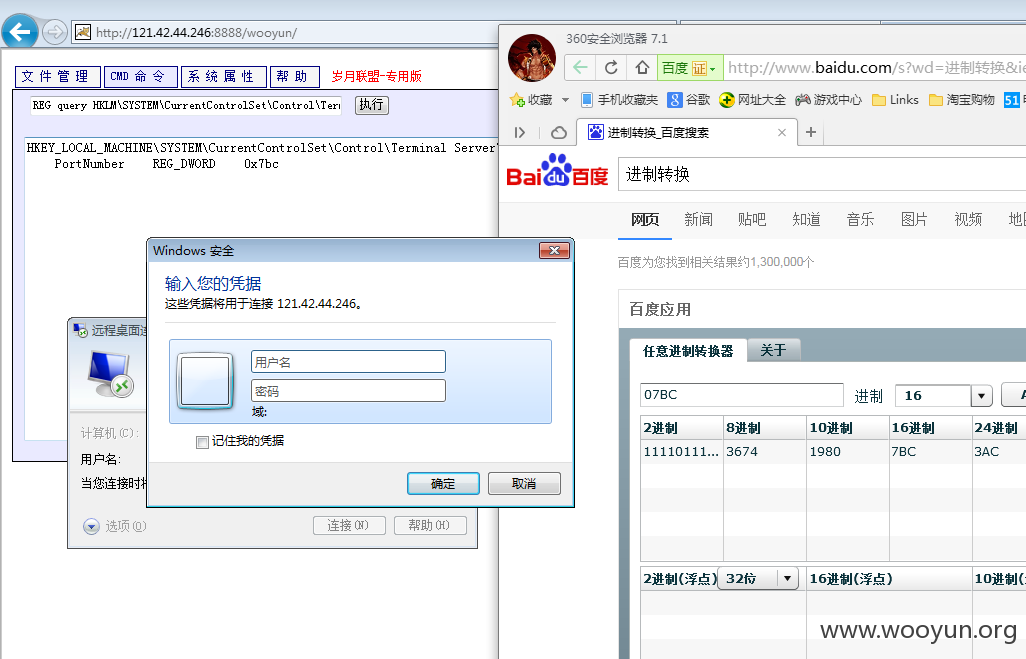 http://121.42.44.246:8888/wooyun/
文件管理 CMD命令 系统属性 帮助 岁月联盟-专用版
REG query HKLM\SYSTEM\CurrentControlSet\Control\Ter 执行
HKEY_LOCAL_MACHINE\SYSTEM\CurrentControlSet\Control\Terminal Server
PortNumber REG_DWORD 0x7bc
远程桌面连
计算机(C):
用户名:
当您连接时将
选项(O) 连接(N) 帮助(H)
Windows 安全
输入您的凭据
这些凭据将用于连接 121.42.44.246。
用户名
密码
域:
记住我的凭据
确定 取消
360安全浏览器 7.1
百度 证 http://www.baidu.com/s?wd=进制转换&ie
收藏 手机收藏夹 谷歌 网址大全 游戏中心 Links 淘宝购物 51
进制转换_百度搜索
Bai du 百度 进制转换
网页 新闻 贴吧 知道 音乐 图片 视频 地图
百度为您找到相关结果约1,300,000个
百度应用
任意进制转换器 关于
07BC 进制 16
2进制 8进制 10进制 16进制 24进制
11110111... 3674 1980 7BC 3AC
2进制(浮点) 32位 16进制(浮点) 10进制(
www.wooyun.org